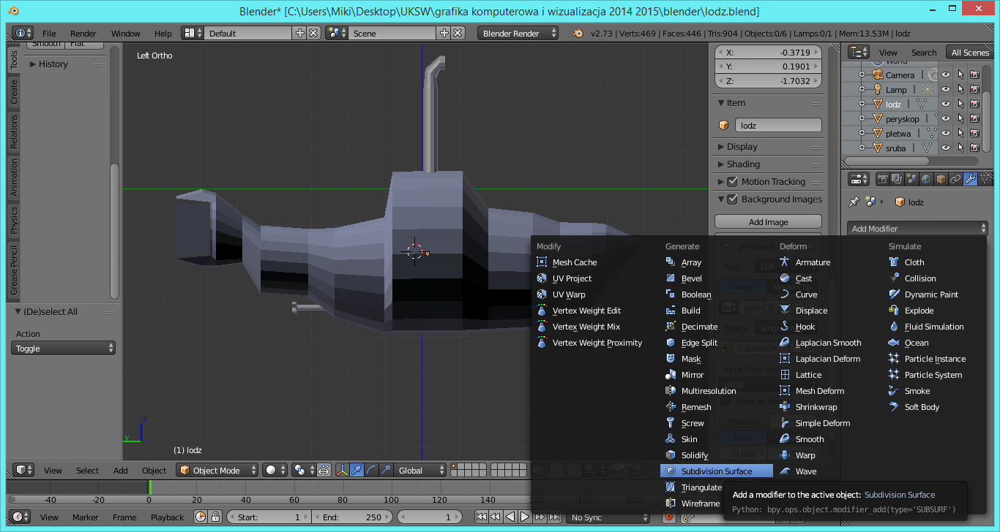 Blender* [C:\Users\Miki\Desktop\UKSW\grafika komputerowa i wizualizacja 2014 2015\blender\lodz.blend]
File Render Window Help Default Scene Blender Render v2.73 | Verts:469 | Faces:446 | Tris:904 | Objects:0/6 | Lamps:0/1 | Mem:13.53M | lodz
Smooth Flat
History
Tools
Create
Relations
Animation
Physics
Grease Pencil
(De)select All
Action
Toggle
Left Ortho
(1) lodz
z
y
X: -0.3719
Y: 0.1901
Z: -1.7032
Item
lodz
Display
Shading
Motion Tracking
Background Images
Add Image
View Search All Scenes
World
Camera
Lamp
lodz
peryskop
pletwa
sruba
lodz
Add Modifier
Modify
Mesh Cache
UV Project
UV Warp
Vertex Weight Edit
Vertex Weight Mix
Vertex Weight Proximity
Generate
Array
Bevel
Boolean
Build
Decimate
Edge Split
Mask
Mirror
Multiresolution
Remesh
Screw
Skin
Solidify
Subdivision Surface
Triangulate
Wireframe
Deform
Armature
Cast
Curve
Displace
Hook
Laplacian Smooth
Laplacian Deform
Lattice
Mesh Deform
Shrinkwrap
Simple Deform
Smooth
Warp
Wave
Simulate
Cloth
Collision
Dynamic Paint
Explode
Fluid Simulation
Ocean
Particle Instance
Particle System
Smoke
Soft Body
Add a modifier to the active object: Subdivision Surface
Python: bpy.ops.object.modifier_add(type='SUBSURF')
View Select Add Object Object Mode Global
-40 -20 0 20 40 60 80 100 120 140 160 180 200
View Marker Frame Playback Start: 1 End: 250 1 No Sync